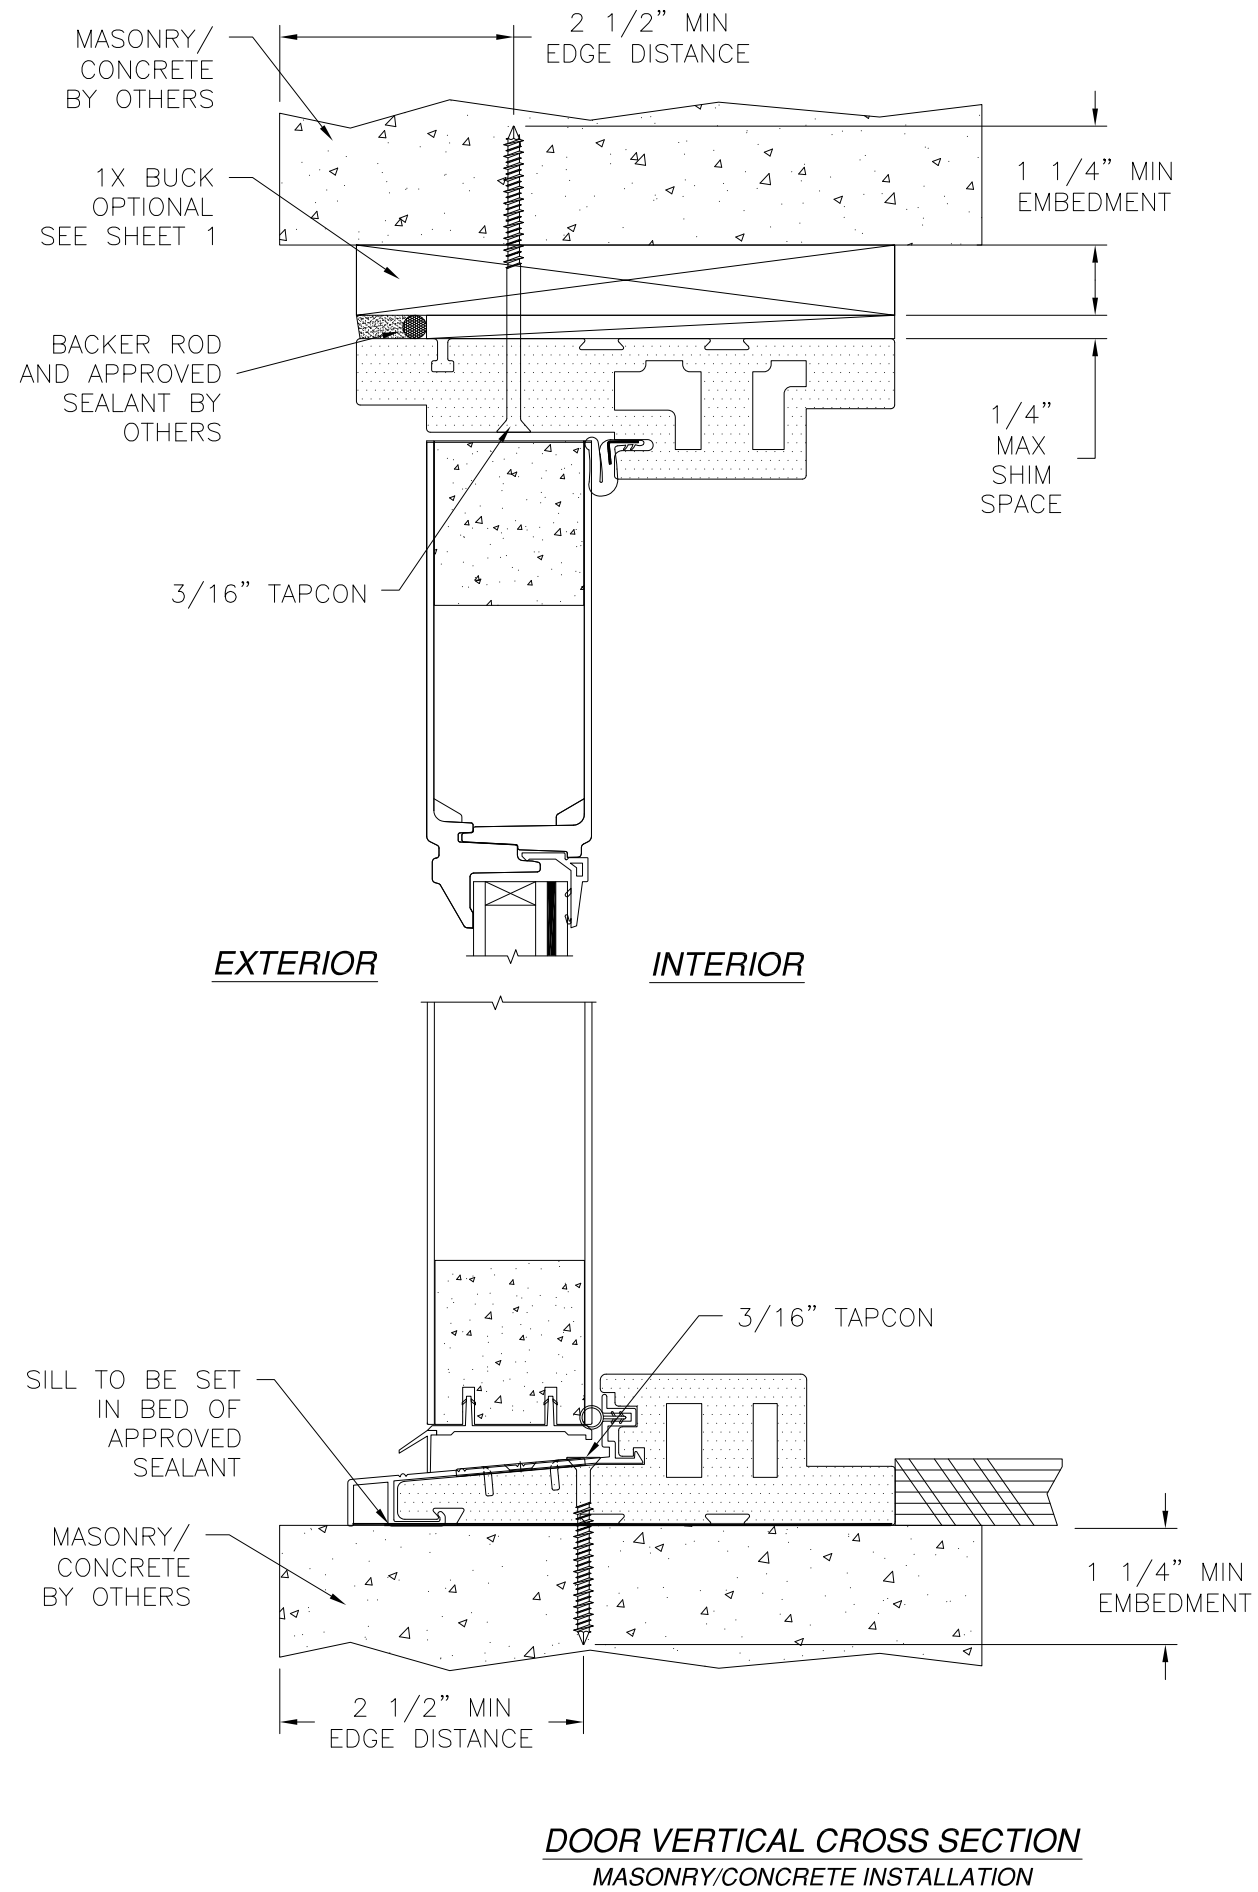 2 1/2” MIN
EDGE DISTANCE
MASONRY/
CONCRETE
BY OTHERS
1X BUCK
OPTIONAL
SEE SHEET 1
1 1/4” MIN
EMBEDMENT
BACKER ROD
AND APPROVED
SEALANT BY
OTHERS
1/4”
MAX
SHIM
SPACE
3/16” TAPCON
EXTERIOR
INTERIOR
3/16” TAPCON
SILL TO BE SET
IN BED OF
APPROVED
SEALANT
MASONRY/
CONCRETE
BY OTHERS
1 1/4” MIN
EMBEDMENT
2 1/2” MIN
EDGE DISTANCE
DOOR VERTICAL CROSS SECTION
MASONRY/CONCRETE INSTALLATION